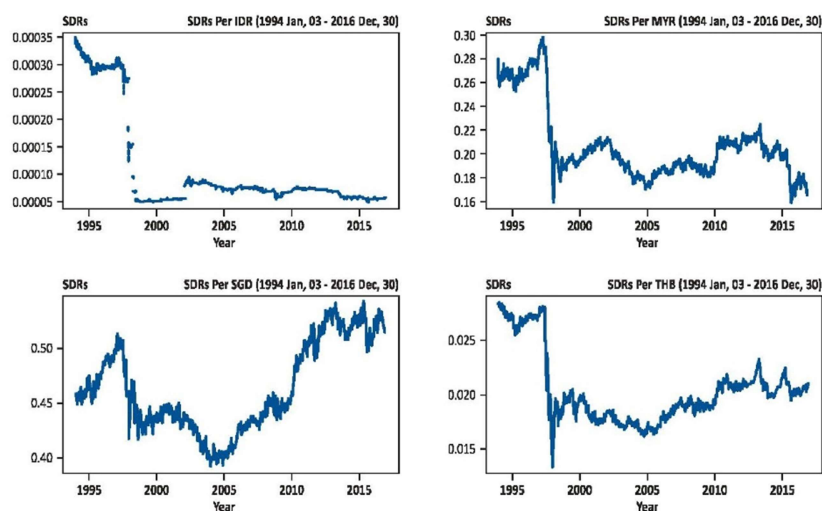 SDRs SDRs Per IDR (1994 Jan, 03 - 2016 Dec, 30)
0.00035
0.00030
0.00025
0.00020
0.00015
0.00010
0.00005
1995 2000 2005 2010 2015
Year
SDRs SDRs Per MYR (1994 Jan, 03 - 2016 Dec, 30)
0.30
0.28
0.26
0.24
0.22
0.20
0.18
0.16
1995 2000 2005 2010 2015
Year
SDRs SDRs Per SGD (1994 Jan, 03 - 2016 Dec, 30)
0.50
0.45
0.40
1995 2000 2005 2010 2015
Year
SDRs SDRs Per THB (1994 Jan, 03 - 2016 Dec, 30)
0.025
0.020
0.015
1995 2000 2005 2010 2015
Year